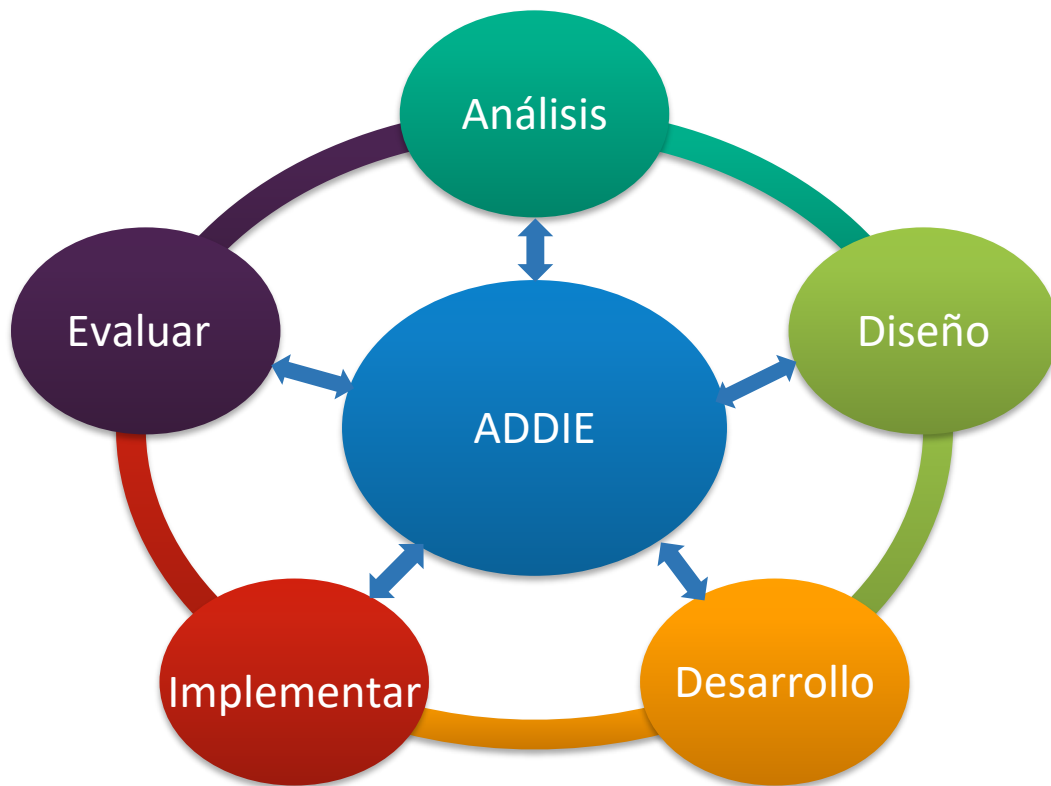 Análisis
Diseño
Desarrollo
Implementar
Evaluar
ADDIE